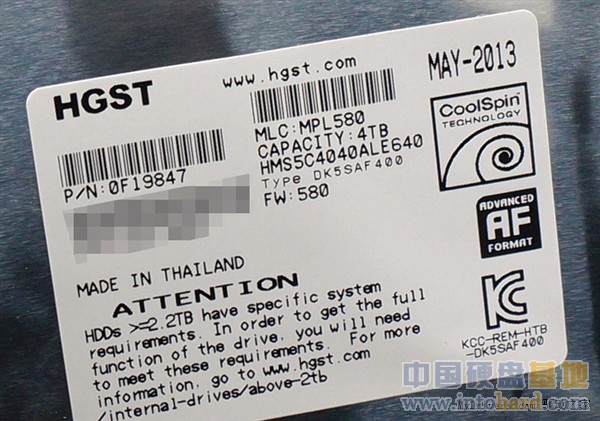 HGST
www.hgst.com
MAY-2013
MLC:MPL580
CAPACITY:4TB
HMS5C4040ALE640
Type DK5SAF400
FW:580
P/N:0F19847
CoolSpin™
TECHNOLOGY
ADVANCED
AF
FORMAT
MADE IN THAILAND
ATTENTION
HDDs >=2.2TB have specific system
requirements. In order to get the full
function of the drive, you will need
to meet these requirements. For more
information, go to www.hgst.com
/internal-drives/above-2tb
KCC-REM-HTB
-DK5SAF400
中国硬盘基地
www.intohard.com